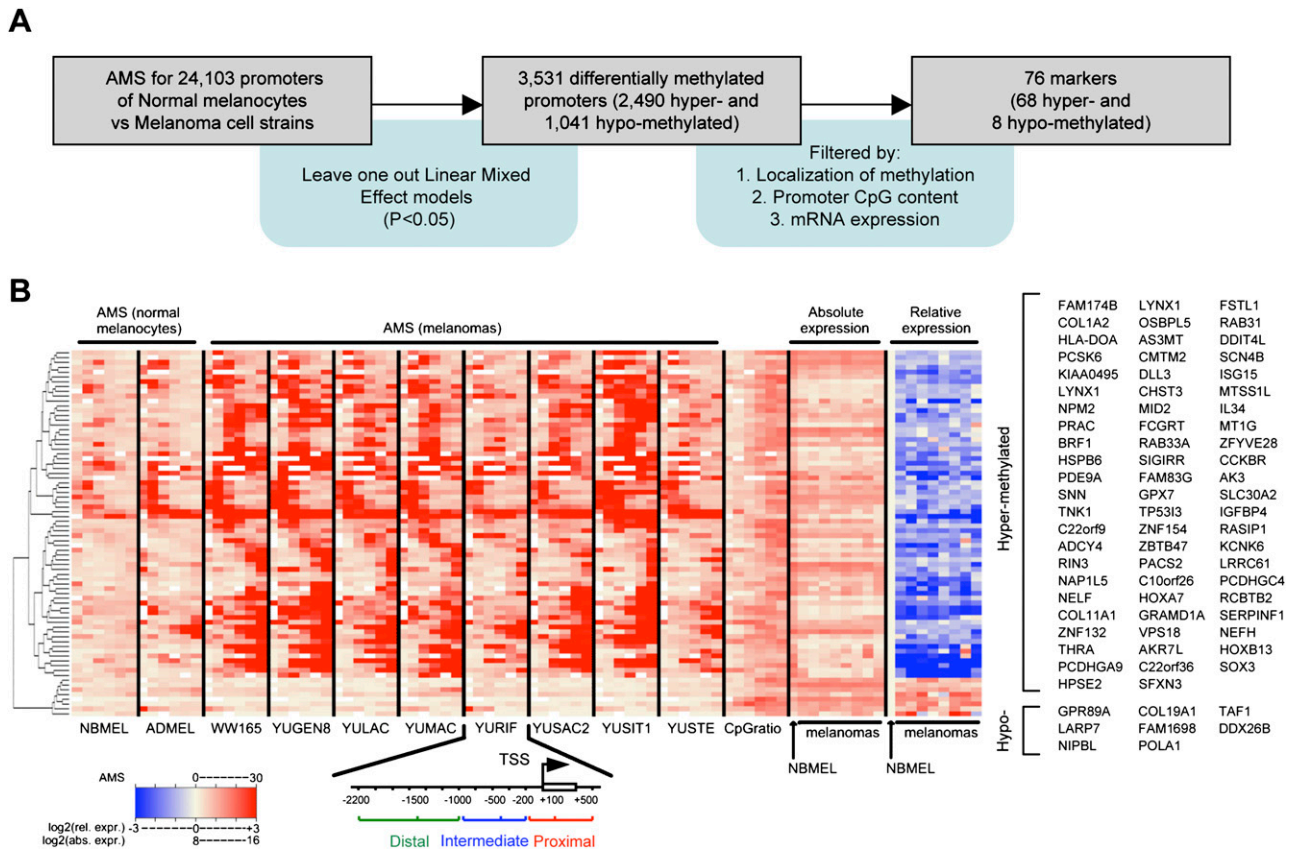 A
AMS for 24,103 promoters
of Normal melanocytes
vs Melanoma cell strains
3,531 differentially methylated
promoters (2,490 hyper- and
1,041 hypo-methylated)
76 markers
(68 hyper- and
8 hypo-methylated)
Leave one out Linear Mixed
Effect models
(P<0.05)
Filtered by:
1. Localization of methylation
2. Promoter CpG content
3. mRNA expression
B
AMS (normal
melanocytes)
AMS (melanomas)
Absolute
expression
Relative
expression
NBMEL ADMEL WW165 YUGEN8 YULAC YUMAC YURIF YUSAC2 YUSIT1 YUSTE CpGratio melanomas melanomas
NBMEL NBMEL
Hyper-methylated
FAM174B LYNX1 FSTL1
COL1A2 OSBPL5 RAB31
HLA-DOA AS3MT DDIT4L
PCSK6 CMTM2 SCN4B
KIAA0495 DLL3 ISG15
LYNX1 CHST3 MTSS1L
NPM2 MID2 IL34
PRAC FCGRT MT1G
BRF1 RAB33A ZFYVE28
HSPB6 SIGIRR CCKBR
PDE9A FAM83G AK3
SNN GPX7 SLC30A2
TNK1 TP53I3 IGFBP4
C22orf9 ZNF154 RASIP1
ADCY4 ZBTB47 KCNK6
RIN3 PACS2 LRRC61
NAP1L5 C10orf26 PCDHGC4
NELF HOXA7 RCBTB2
COL11A1 GRAMD1A SERPINF1
ZNF132 VPS18 NEFH
THRA AKR7L HOXB13
PCDHGA9 C22orf36 SOX3
HPSE2 SFXN3
Hypo-
GPR89A COL19A1 TAF1
LARP7 FAM1698 DDX26B
NIPBL POLA1
AMS 0------30
log2(rel. expr.) -3 ------ 0 ------ +3
log2(abs. expr.) 8------16
TSS
-2200 -1500 -1000 -500 -200 +100 +500
Distal Intermediate Proximal